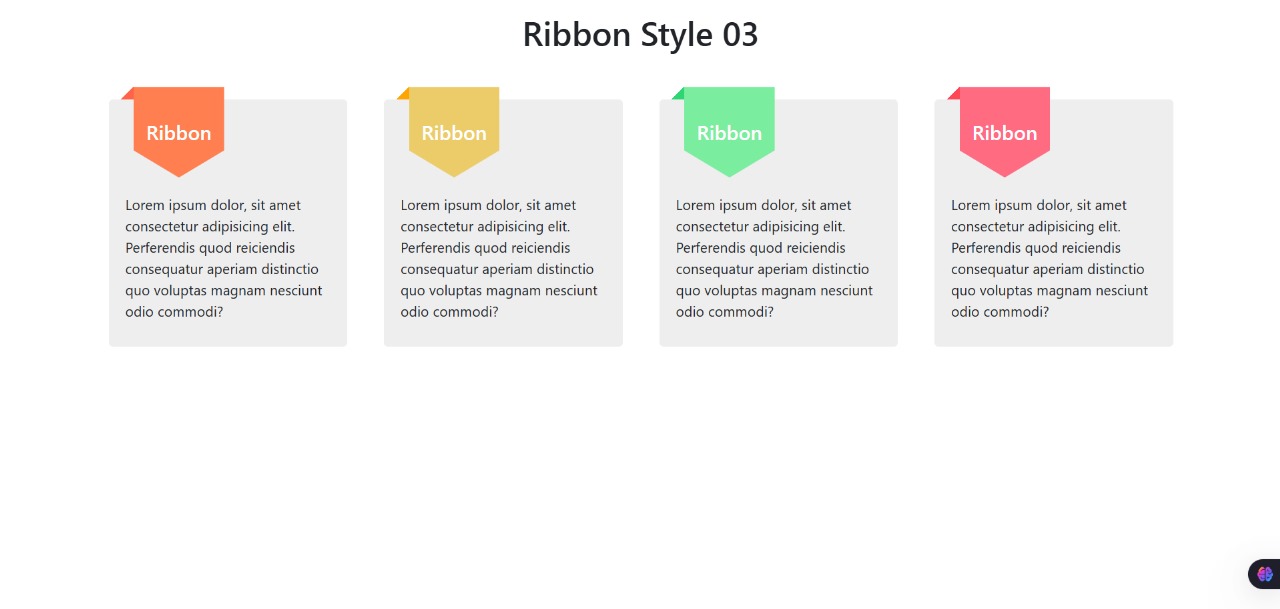 Ribbon Style 03
Ribbon
Lorem ipsum dolor, sit amet
consectetur adipisicing elit.
Perferendis quod reiciendis
consequatur aperiam distinctio
quo voluptas magnam nesciunt
odio commodi?
Ribbon
Lorem ipsum dolor, sit amet
consectetur adipisicing elit.
Perferendis quod reiciendis
consequatur aperiam distinctio
quo voluptas magnam nesciunt
odio commodi?
Ribbon
Lorem ipsum dolor, sit amet
consectetur adipisicing elit.
Perferendis quod reiciendis
consequatur aperiam distinctio
quo voluptas magnam nesciunt
odio commodi?
Ribbon
Lorem ipsum dolor, sit amet
consectetur adipisicing elit.
Perferendis quod reiciendis
consequatur aperiam distinctio
quo voluptas magnam nesciunt
odio commodi?